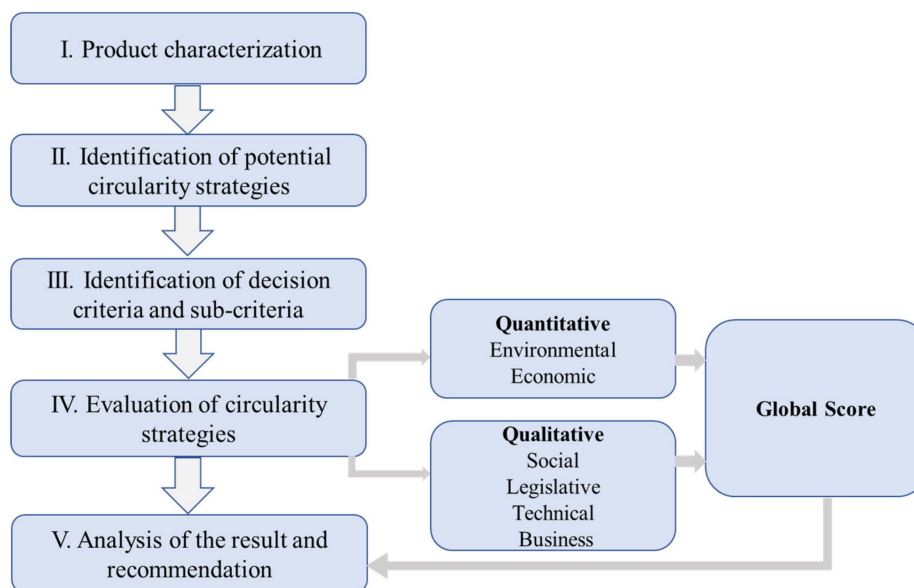 I. Product characterization
II. Identification of potential
circularity strategies
III. Identification of decision
criteria and sub-criteria
IV. Evaluation of circularity
strategies
Quantitative
Environmental
Economic
Qualitative
Social
Legislative
Technical
Business
Global Score
V. Analysis of the result and
recommendation